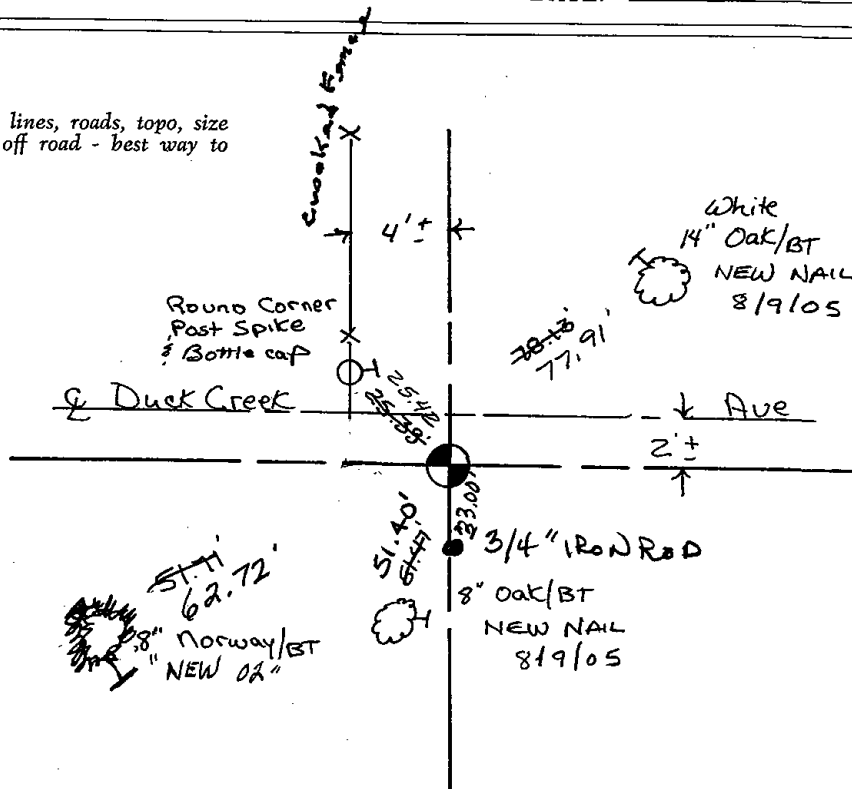 lines, roads, topo, size
off road - best way to
4' ±
White
14" Oak/BT
NEW NAIL
8/9/05
Round Corner
Post Spike
& Bottle cap
78.13'
77.91'
25.42
25.39'
℄ Duck Creek Ave
2' ±
33.00'
3/4" IRON ROD
51.40'
51.47'
51.71'
62.72'
8" Oak/BT
NEW NAIL
8/9/05
8" Norway/BT
"NEW 02"